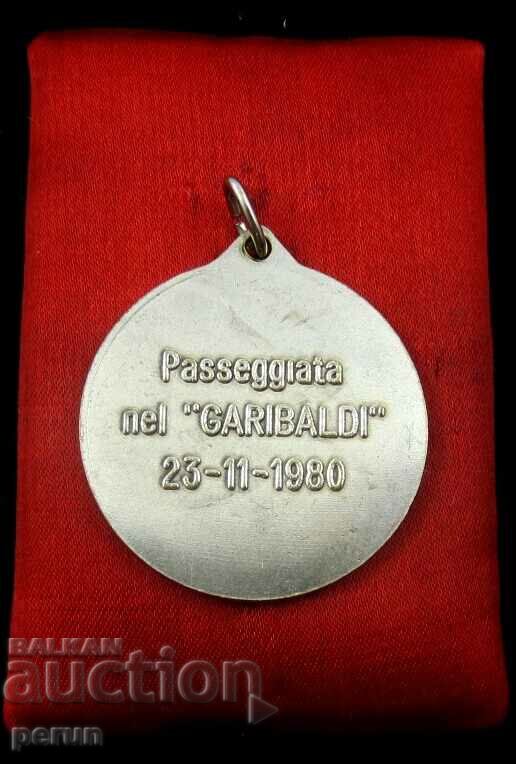 Passeggiata
nel "GARIBALDI"
23-11-1980
BALKAN
auction
perun